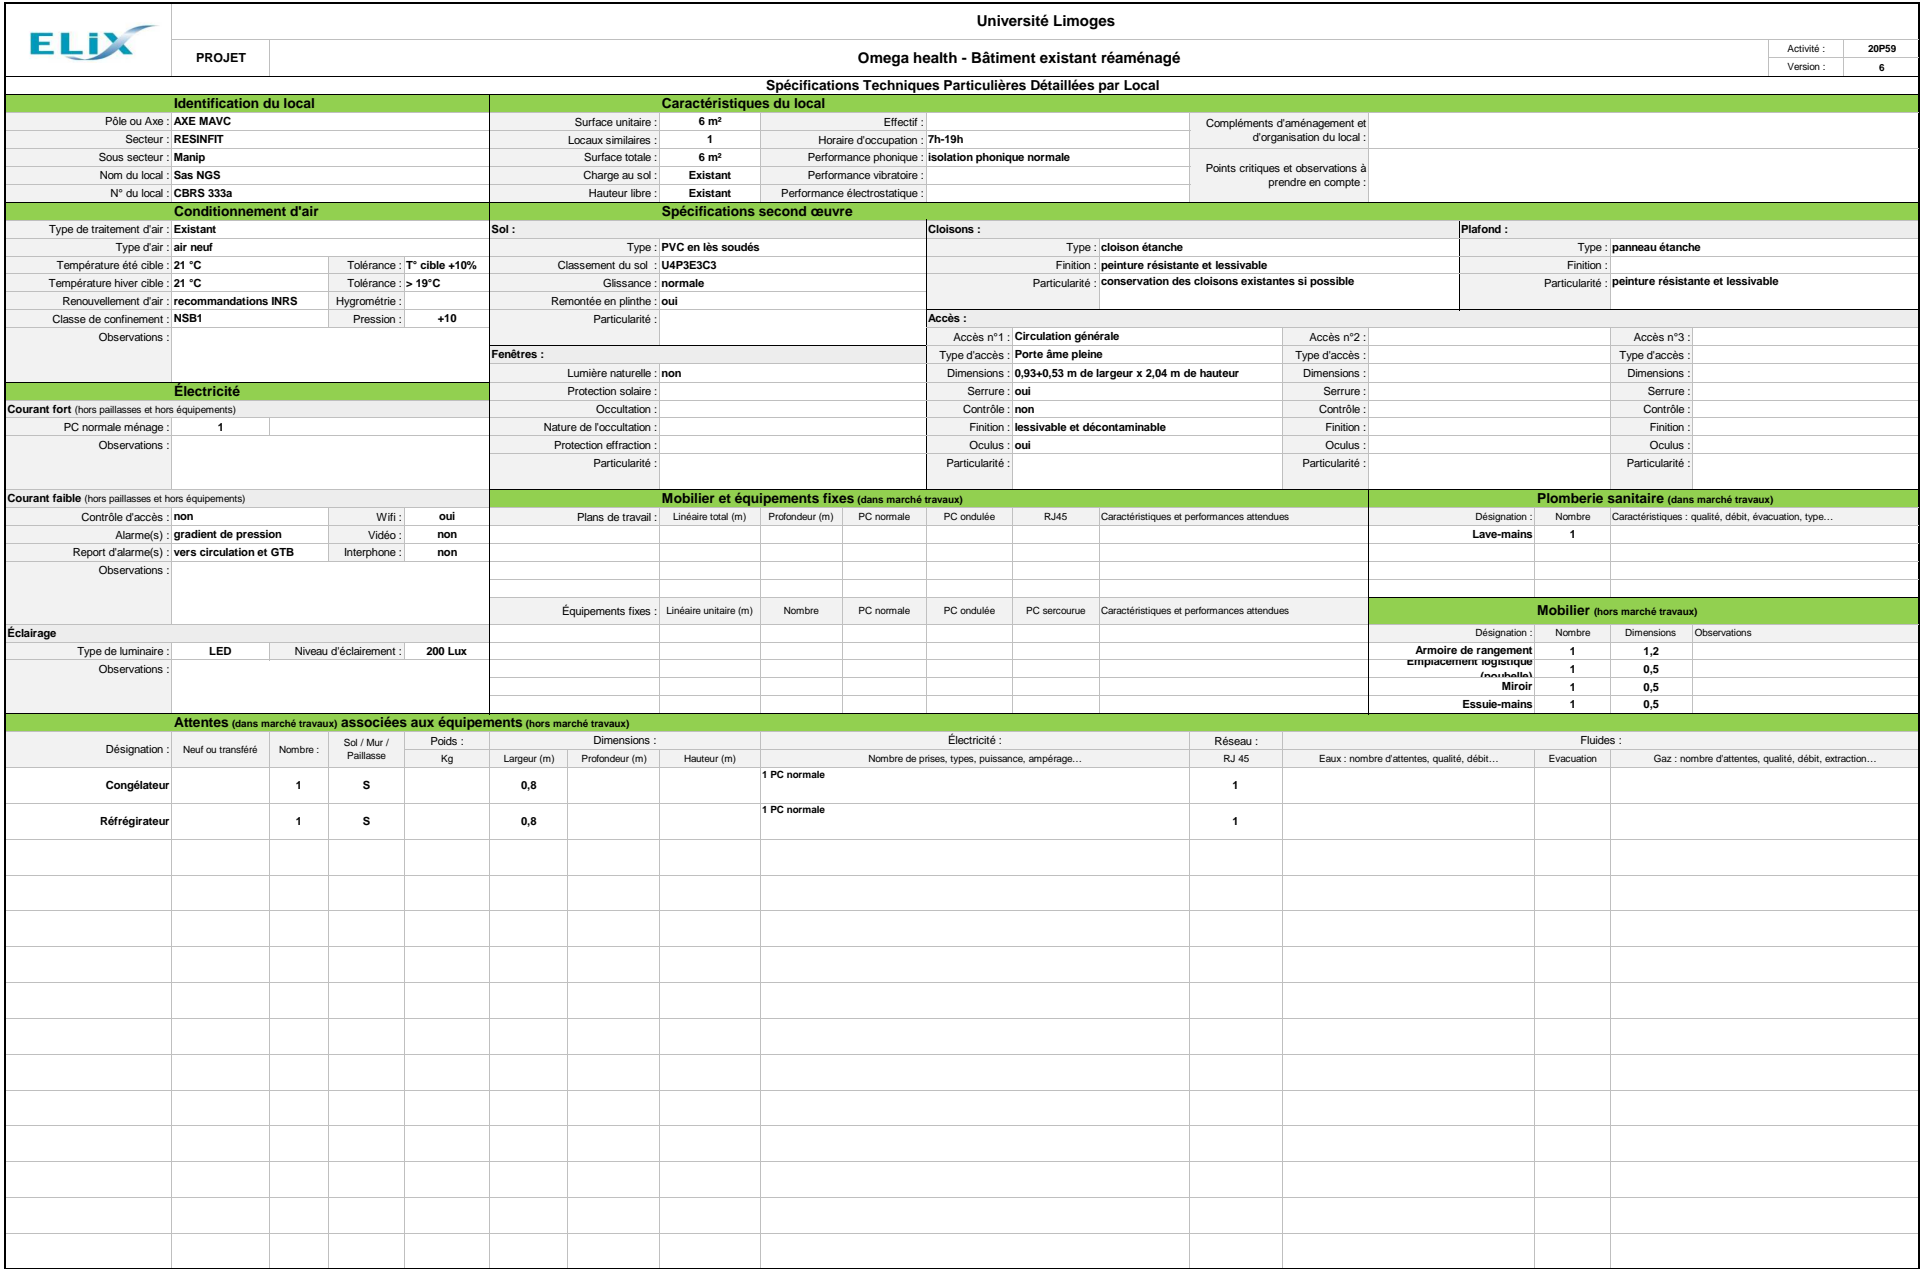 ELiX
Université Limoges
PROJET
Omega health - Bâtiment existant réaménagé
Activité : 20P59
Version : 6
Spécifications Techniques Particulières Détaillées par Local
Identification du local
Pôle ou Axe : AXE MAVC
Secteur : RESINFIT
Sous secteur : Manip
Nom du local : Sas NGS
N° du local : CBRS 333a
Caractéristiques du local
Surface unitaire : 6 m² Effectif :
Locaux similaires : 1 Horaire d'occupation : 7h-19h
Surface totale : 6 m² Performance phonique : isolation phonique normale
Charge au sol : Existant Performance vibratoire :
Hauteur libre : Existant Performance électrostatique :
Compléments d'aménagement et
d'organisation du local :
Points critiques et observations à
prendre en compte :
Conditionnement d'air
Type de traitement d'air : Existant
Type d'air : air neuf
Température été cible : 21 °C Tolérance : T° cible +10%
Température hiver cible : 21 °C Tolérance : > 19°C
Renouvellement d'air : recommandations INRS Hygrométrie :
Classe de confinement : NSB1 Pression : +10
Observations :
Spécifications second œuvre
Sol :
Type : PVC en lès soudés
Classement du sol : U4P3E3C3
Glissance : normale
Remontée en plinthe : oui
Particularité :
Cloisons :
Type : cloison étanche
Finition : peinture résistante et lessivable
Particularité : conservation des cloisons existantes si possible
Plafond :
Type : panneau étanche
Finition :
Particularité : peinture résistante et lessivable
Fenêtres :
Lumière naturelle : non
Protection solaire :
Occultation :
Nature de l'occultation :
Protection effraction :
Particularité :
Accès :
Accès n°1 : Circulation générale Accès n°2 : Accès n°3 :
Type d'accès : Porte âme pleine Type d'accès : Type d'accès :
Dimensions : 0,93+0,53 m de largeur x 2,04 m de hauteur Dimensions : Dimensions :
Serrure : oui Serrure : Serrure :
Contrôle : non Contrôle : Contrôle :
Finition : lessivable et décontaminable Finition : Finition :
Oculus : oui Oculus : Oculus :
Particularité : Particularité : Particularité :
Électricité
Courant fort (hors paillasses et hors équipements)
PC normale ménage : 1
Observations :
Courant faible (hors paillasses et hors équipements)
Contrôle d'accès : non Wifi : oui
Alarme(s) : gradient de pression Vidéo : non
Report d'alarme(s) : vers circulation et GTB Interphone : non
Observations :
Éclairage
Type de luminaire : LED Niveau d'éclairement : 200 Lux
Observations :
Mobilier et équipements fixes (dans marché travaux)
Plans de travail : Linéaire total (m) Profondeur (m) PC normale PC ondulée RJ45 Caractéristiques et performances attendues
Équipements fixes : Linéaire unitaire (m) Nombre PC normale PC ondulée PC sercourue Caractéristiques et performances attendues
Plomberie sanitaire (dans marché travaux)
Désignation : Nombre Caractéristiques : qualité, débit, évacuation, type…
Lave-mains 1
Mobilier (hors marché travaux)
Désignation : Nombre Dimensions Observations
Armoire de rangement 1 1,2
Emplacement logistique
(poubelle) 1 0,5
Miroir 1 0,5
Essuie-mains 1 0,5
Attentes (dans marché travaux) associées aux équipements (hors marché travaux)
Désignation : Neuf ou transféré Nombre : Sol / Mur / Paillasse Poids : Dimensions : Électricité : Réseau : Fluides :
Kg Largeur (m) Profondeur (m) Hauteur (m) Nombre de prises, types, puissance, ampérage… RJ 45 Eaux : nombre d'attentes, qualité, débit… Evacuation Gaz : nombre d'attentes, qualité, débit, extraction…
Congélateur 1 S 0,8 1 PC normale 1
Réfrégirateur 1 S 0,8 1 PC normale 1